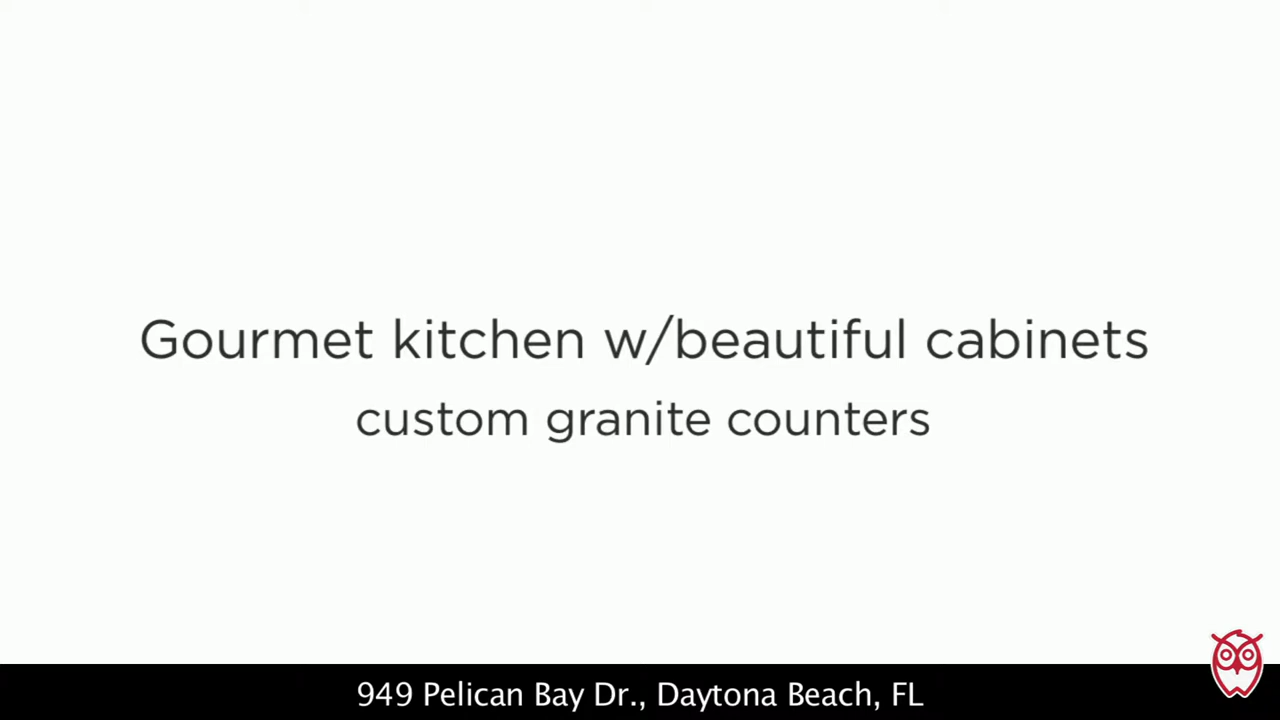 Gourmet kitchen w/beautiful cabinets
custom granite counters
949 Pelican Bay Dr., Daytona Beach, FL